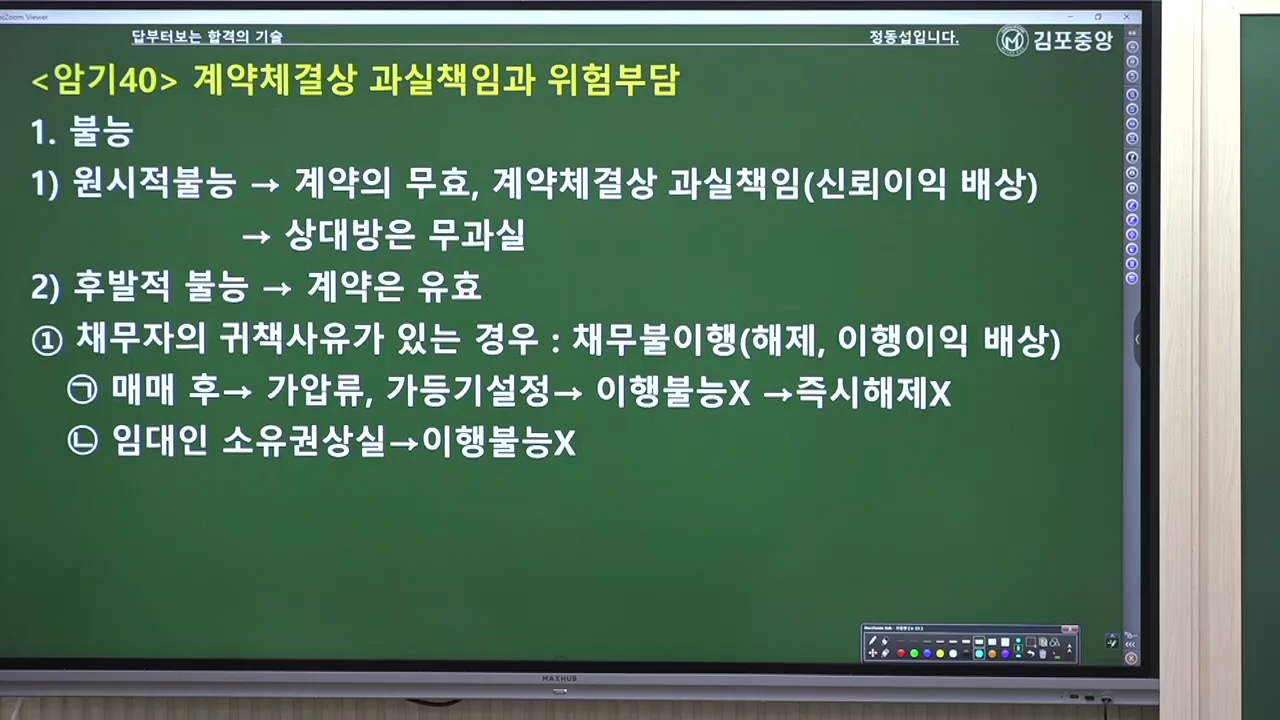 답부터보는 합격의 기술
정동섭입니다.
김포중앙
<암기40> 계약체결상 과실책임과 위험부담
1. 불능
1) 원시적불능 → 계약의 무효, 계약체결상 과실책임(신뢰이익 배상)
→ 상대방은 무과실
2) 후발적 불능 → 계약은 유효
① 채무자의 귀책사유가 있는 경우 : 채무불이행(해제, 이행이익 배상)
㉠ 매매 후→ 가압류, 가등기설정→ 이행불능X →즉시해제X
㉡ 임대인 소유권상실→이행불능X
MAXHUB